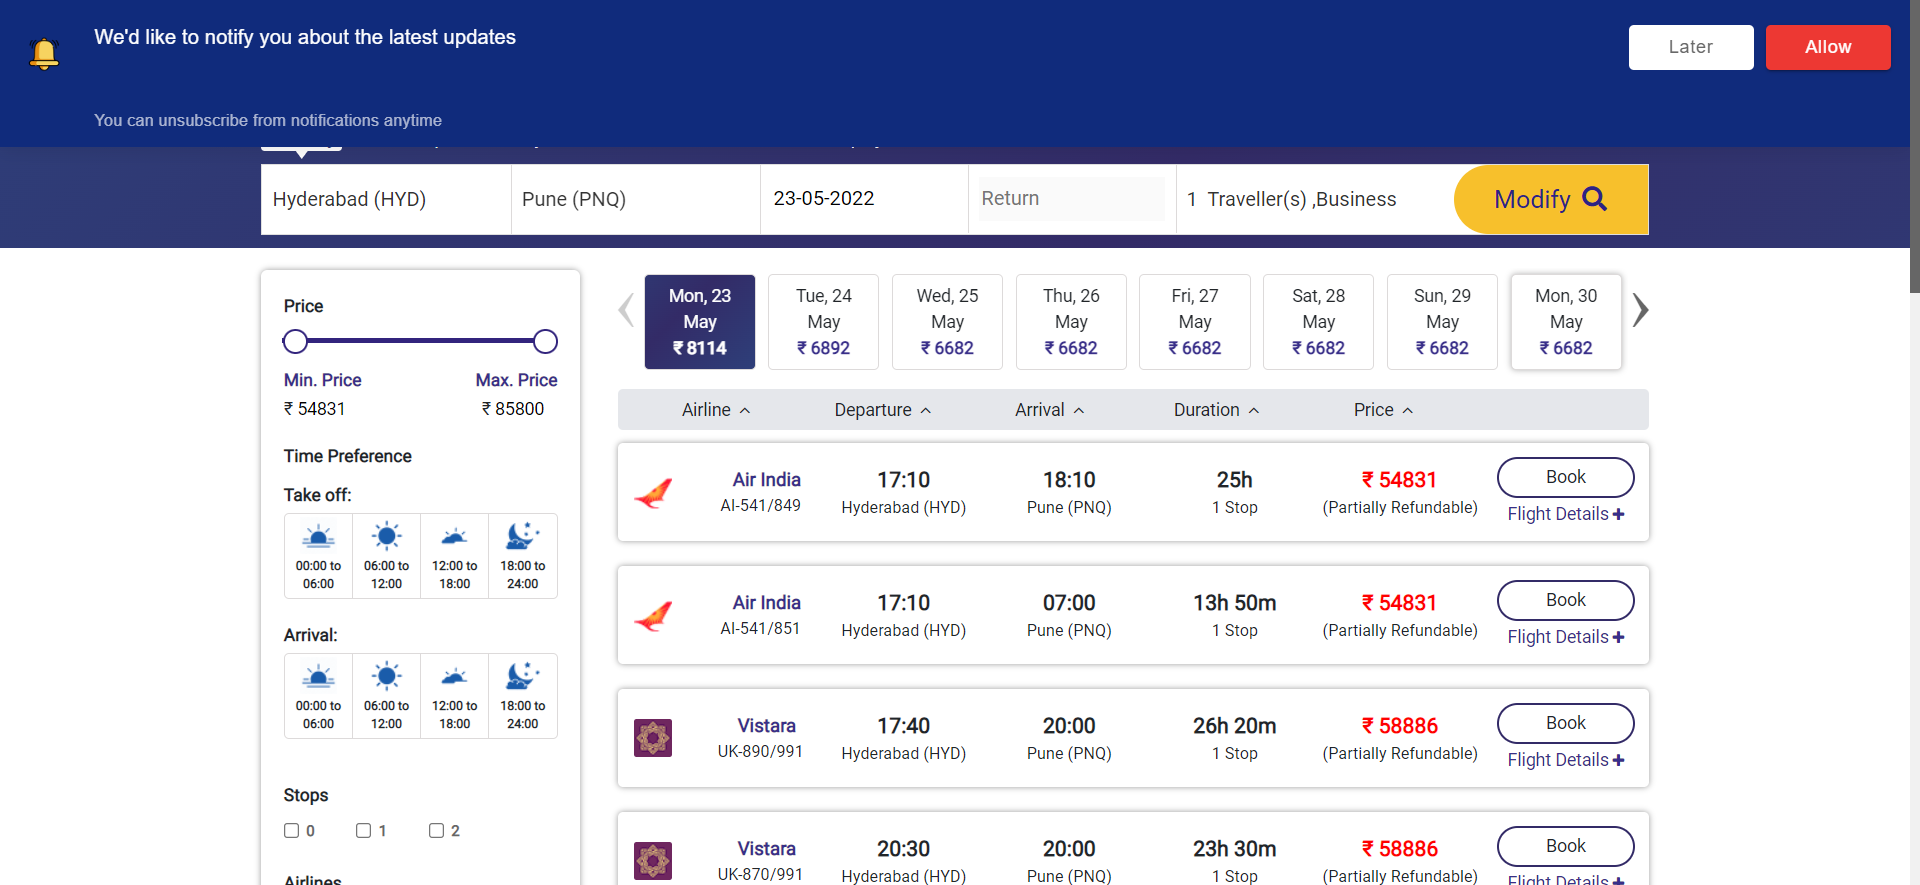 We'd like to notify you about the latest updates
Later
Allow
You can unsubscribe from notifications anytime
Hyderabad (HYD)
Pune (PNQ)
23-05-2022
Return
1 Traveller(s) ,Business
Modify
Price
Min. Price
Max. Price
₹ 54831
₹ 85800
Time Preference
Take off:
00:00 to 06:00
06:00 to 12:00
12:00 to 18:00
18:00 to 24:00
Arrival:
00:00 to 06:00
06:00 to 12:00
12:00 to 18:00
18:00 to 24:00
Stops
0
1
2
Airlines
Mon, 23 May ₹ 8114
Tue, 24 May ₹ 6892
Wed, 25 May ₹ 6682
Thu, 26 May ₹ 6682
Fri, 27 May ₹ 6682
Sat, 28 May ₹ 6682
Sun, 29 May ₹ 6682
Mon, 30 May ₹ 6682
Airline Departure Arrival Duration Price
Air India 17:10 18:10 25h ₹ 54831 Book
AI-541/849 Hyderabad (HYD) Pune (PNQ) 1 Stop (Partially Refundable) Flight Details
Air India 17:10 07:00 13h 50m ₹ 54831 Book
AI-541/851 Hyderabad (HYD) Pune (PNQ) 1 Stop (Partially Refundable) Flight Details
Vistara 17:40 20:00 26h 20m ₹ 58886 Book
UK-890/991 Hyderabad (HYD) Pune (PNQ) 1 Stop (Partially Refundable) Flight Details
Vistara 20:30 20:00 23h 30m ₹ 58886 Book
UK-870/991 Hyderabad (HYD) Pune (PNQ) 1 Stop (Partially Refundable) Flight Details